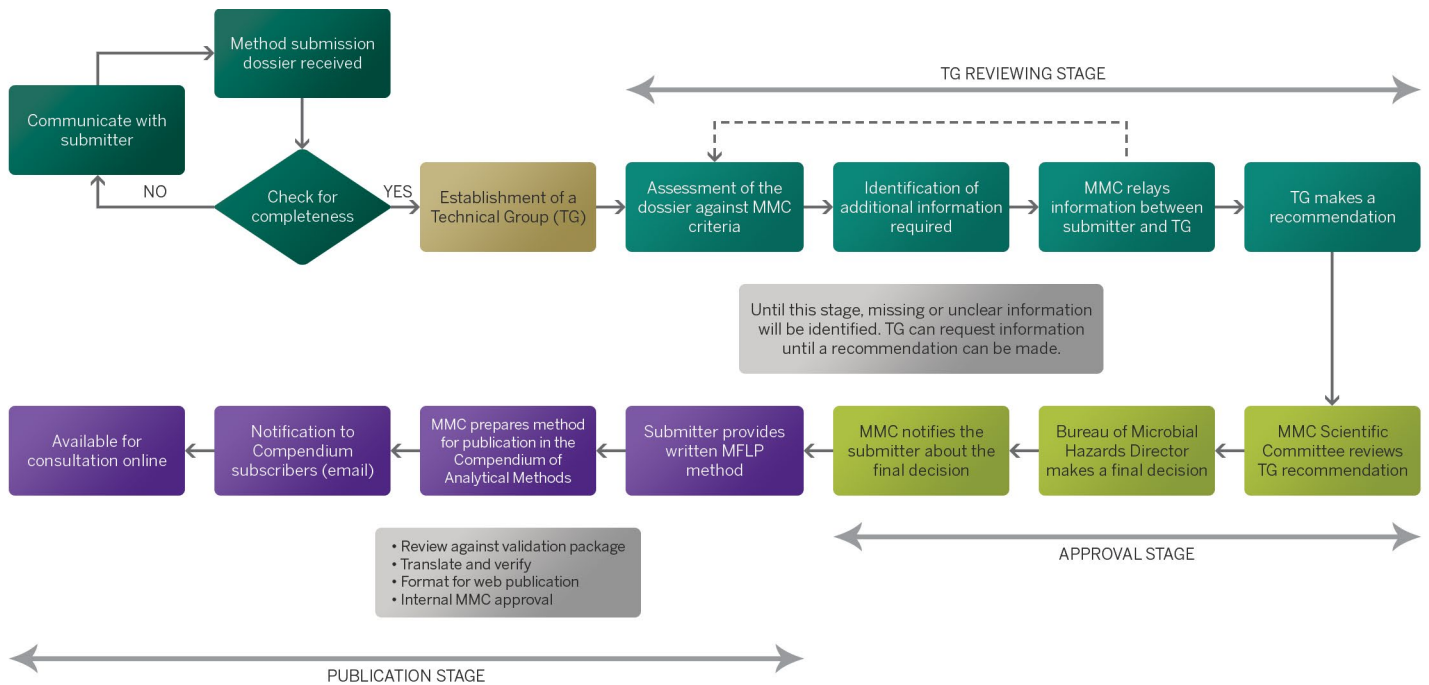 Method submission
dossier received
Communicate with
submitter
NO
Check for
completeness
YES
Establishment of a
Technical Group (TG)
TG REVIEWING STAGE
Assessment of the
dossier against MMC
criteria
Identification of
additional information
required
MMC relays
information between
submitter and TG
TG makes a
recommendation
Until this stage, missing or unclear information
will be identified. TG can request information
until a recommendation can be made.
MMC Scientific
Committee reviews
TG recommendation
Bureau of Microbial
Hazards Director
makes a final decision
MMC notifies the
submitter about the
final decision
APPROVAL STAGE
Submitter provides
written MFLP
method
MMC prepares method
for publication in the
Compendium of
Analytical Methods
Notification to
Compendium
subscribers (email)
Available for
consultation online
• Review against validation package
• Translate and verify
• Format for web publication
• Internal MMC approval
PUBLICATION STAGE